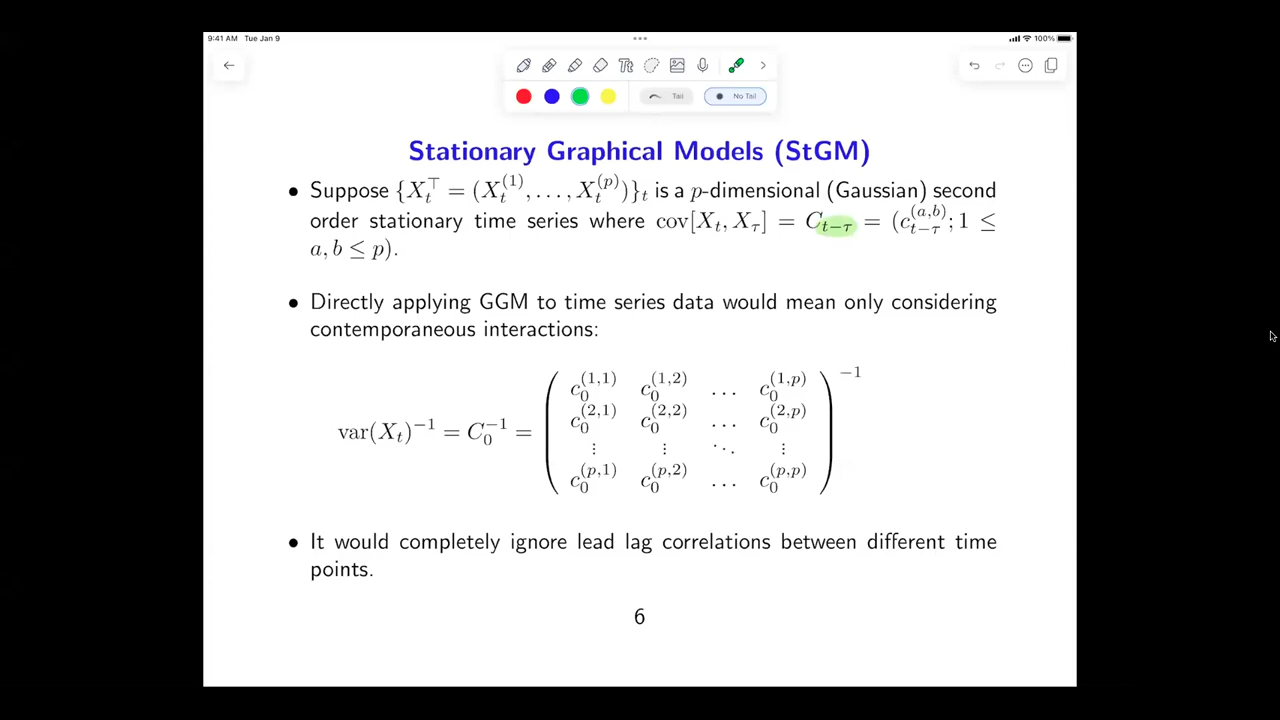 9:41 AM Tue Jan 9
100%
Tail
No Tail
Stationary Graphical Models (StGM)
• Suppose {X_t^⊤ = (X_t^{(1)}, . . . , X_t^{(p)})}_t is a p-dimensional (Gaussian) second
order stationary time series where cov[X_t, X_τ] = C_{t−τ} = (c_{t−τ}^{(a,b)}; 1 ≤
a, b ≤ p).
• Directly applying GGM to time series data would mean only considering
contemporaneous interactions:
c_0^{(1,1)} c_0^{(1,2)} . . . c_0^{(1,p)}
c_0^{(2,1)} c_0^{(2,2)} . . . c_0^{(2,p)}
var(X_t)^{−1} = C_0^{−1} = ( ⋮ ⋮ ⋱ ⋮ )^{−1}
c_0^{(p,1)} c_0^{(p,2)} . . . c_0^{(p,p)}
• It would completely ignore lead lag correlations between different time
points.
6